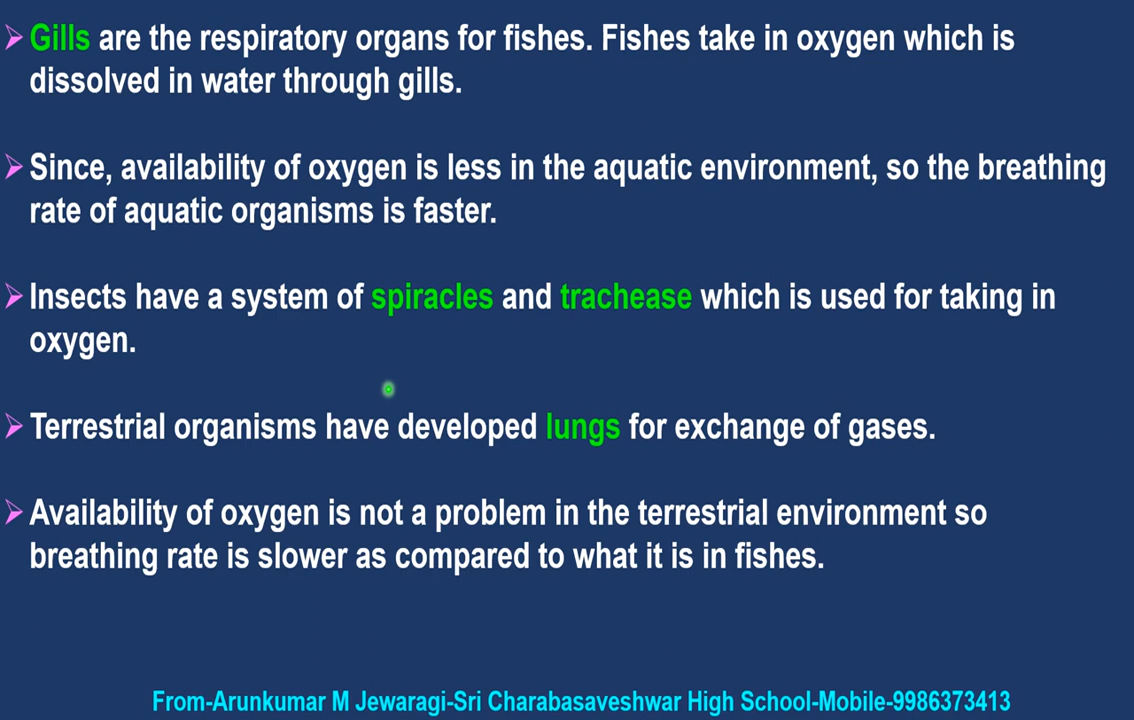 Gills are the respiratory organs for fishes. Fishes take in oxygen which is
dissolved in water through gills.
Since, availability of oxygen is less in the aquatic environment, so the breathing
rate of aquatic organisms is faster.
Insects have a system of spiracles and trachease which is used for taking in
oxygen.
Terrestrial organisms have developed lungs for exchange of gases.
Availability of oxygen is not a problem in the terrestrial environment so
breathing rate is slower as compared to what it is in fishes.
From-Arunkumar M Jewaragi-Sri Charabasaveshwar High School-Mobile-9986373413